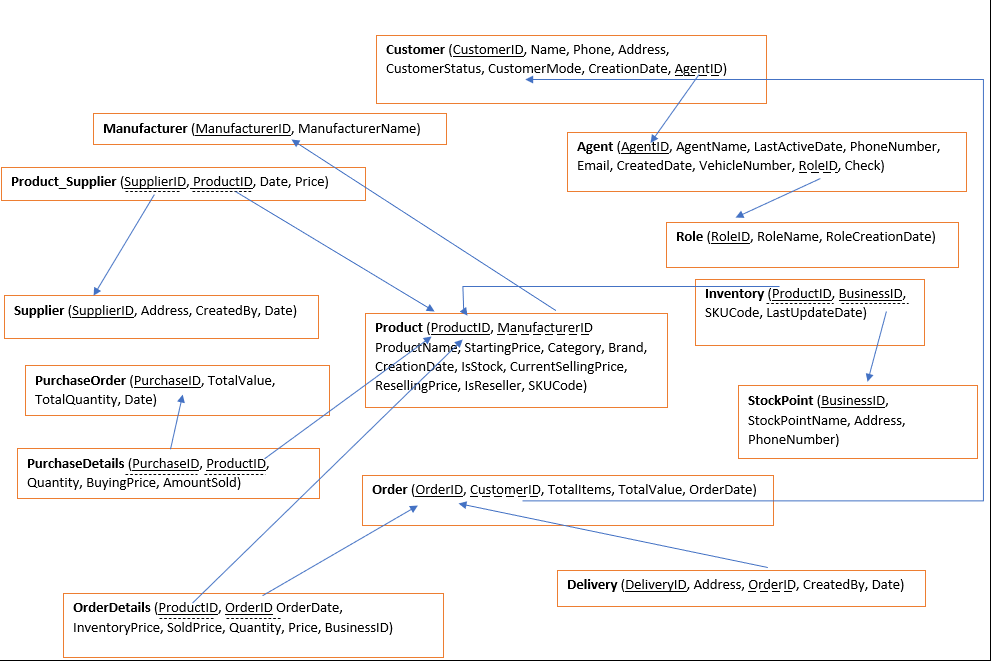 Customer (CustomerID, Name, Phone, Address,
CustomerStatus, CustomerMode, CreationDate, AgentID)
Manufacturer (ManufacturerID, ManufacturerName)
Agent (AgentID, AgentName, LastActiveDate, PhoneNumber,
Email, CreatedDate, VehicleNumber, RoleID, Check)
Product_Supplier (SupplierID, ProductID, Date, Price)
Role (RoleID, RoleName, RoleCreationDate)
Inventory (ProductID, BusinessID,
SKUCode, LastUpdateDate)
Supplier (SupplierID, Address, CreatedBy, Date)
Product (ProductID, ManufacturerID
ProductName, StartingPrice, Category, Brand,
CreationDate, IsStock, CurrentSellingPrice,
ResellingPrice, IsReseller, SKUCode)
PurchaseOrder (PurchaseID, TotalValue,
TotalQuantity, Date)
StockPoint (BusinessID,
StockPointName, Address,
PhoneNumber)
PurchaseDetails (PurchaseID, ProductID,
Quantity, BuyingPrice, AmountSold)
Order (OrderID, CustomerID, TotalItems, TotalValue, OrderDate)
Delivery (DeliveryID, Address, OrderID, CreatedBy, Date)
OrderDetails (ProductID, OrderID OrderDate,
InventoryPrice, SoldPrice, Quantity, Price, BusinessID)